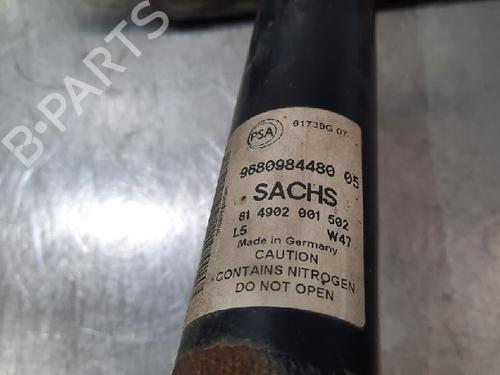 B-PARTS
PSA
61739G 07
9680984480 05
SACHS
81 4902 001 502
L5 W47
Made in Germany
CAUTION
CONTAINS NITROGEN
DO NOT OPEN